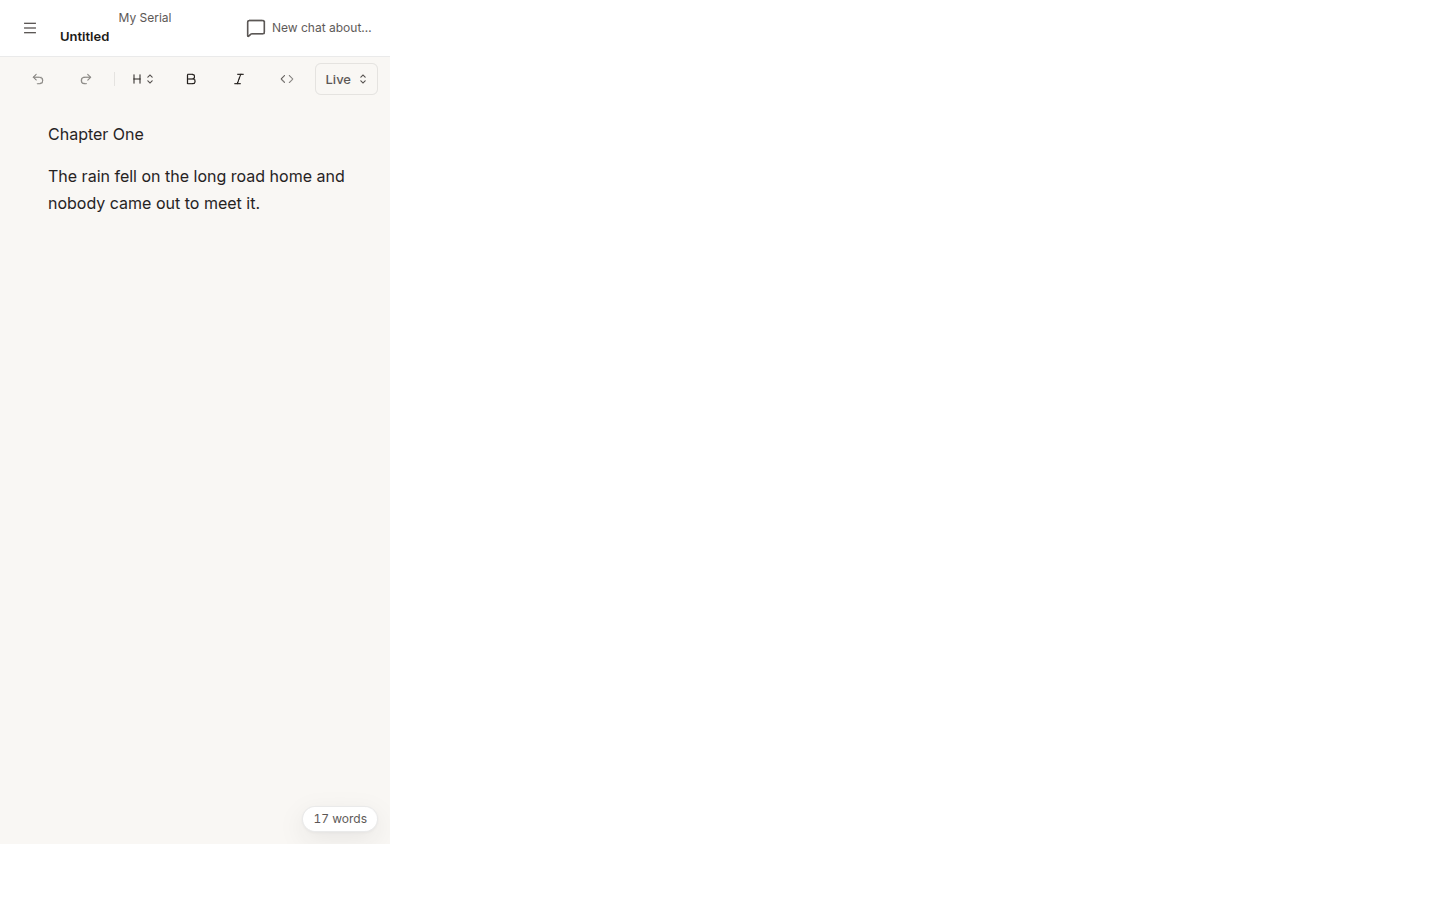 My Serial
Untitled
New chat about...
H
B
I
Live
Chapter One
The rain fell on the long road home and
nobody came out to meet it.
17 words